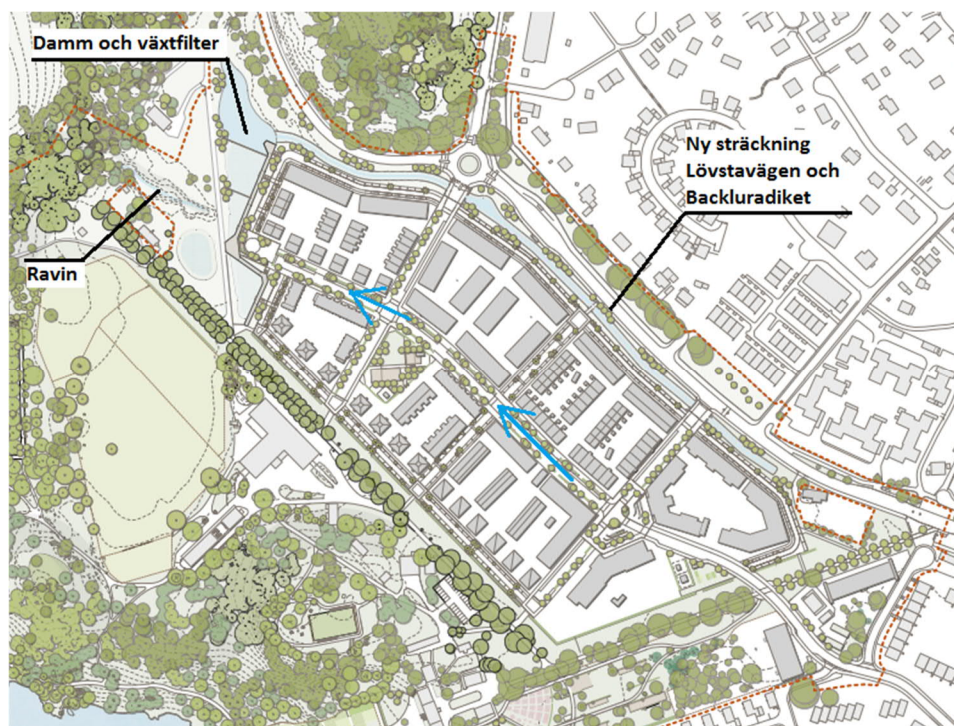 Damm och växtfilter
Ny sträckning
Lövstavägen och
Backluradiket
Ravin